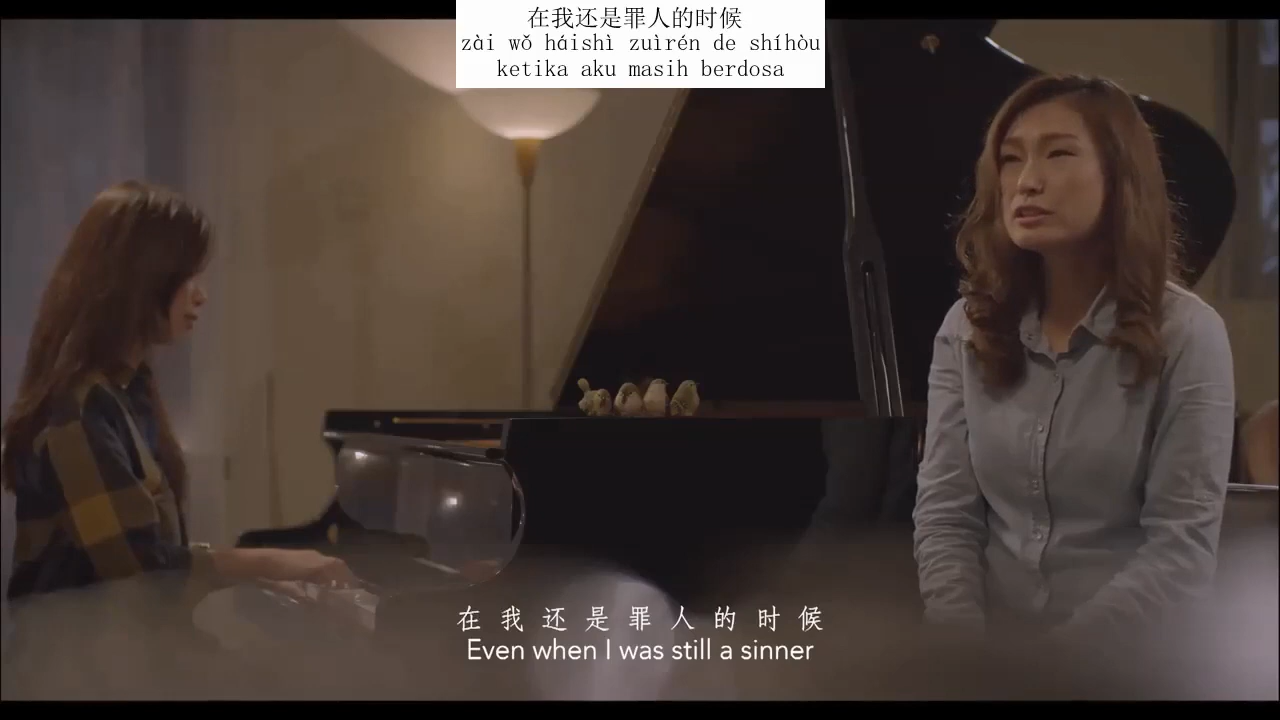 在我还是罪人的时候
zài wǒ háishì zuìrén de shíhòu
ketika aku masih berdosa
在我还是罪人的时候
Even when I was still a sinner